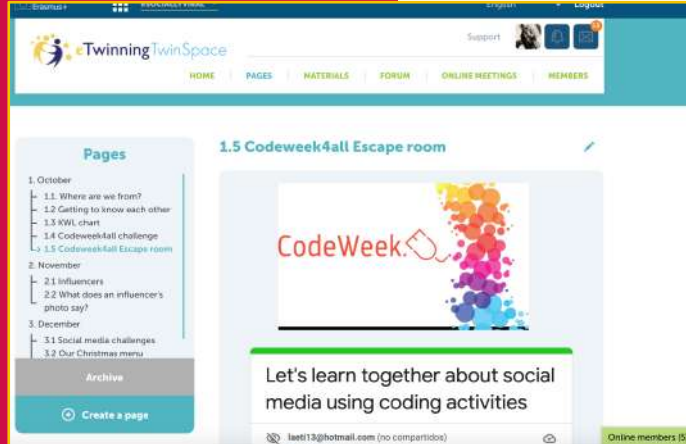 Erasmus+
#SOCIALLYVIRAL
English
Logout
eTwinning TwinSpace
Support
HOME
PAGES
MATERIALS
FORUM
ONLINE MEETINGS
MEMBERS
Pages
1. October
1.1. Where are we from?
1.2 Getting to know each other
1.3 KWL chart
1.4 Codeweek4all challenge
1.5 Codeweek4all Escape room
2. November
2.1 Influencers
2.2 What does an influencer's
photo say?
3. December
3.1 Social media challenges
3.2 Our Christmas menu
Archive
Create a page
1.5 Codeweek4all Escape room
CodeWeek.
Let's learn together about social
media using coding activities
laeti13@hotmail.com (no compartidos)
Online members (5